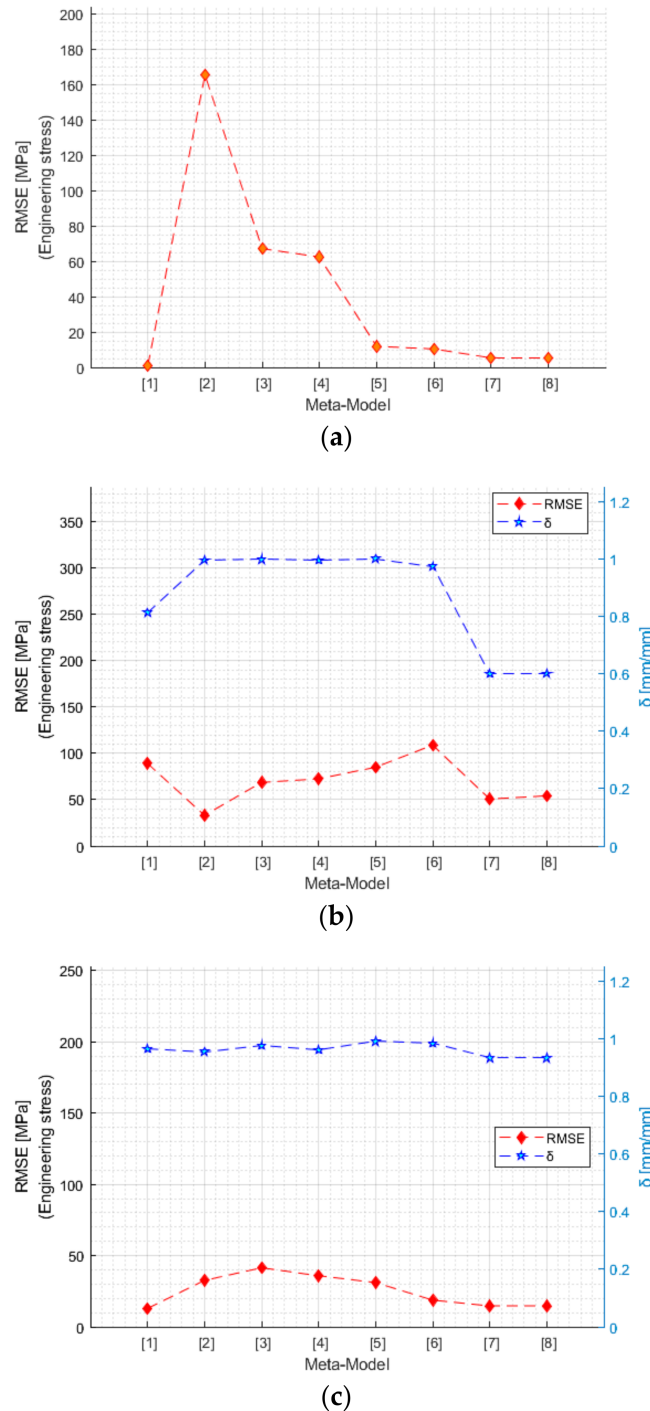 200
180
160
140
120
100
80
60
40
20
0
RMSE [MPa]
(Engineering stress)
[1] [2] [3] [4] [5] [6] [7] [8]
Meta-Model
(a)
350
300
250
200
150
100
50
0
RMSE [MPa]
(Engineering stress)
RMSE
δ
1.2
1
0.8
0.6
0.4
0.2
0
δ [mm/mm]
[1] [2] [3] [4] [5] [6] [7] [8]
Meta-Model
(b)
250
200
150
100
50
0
RMSE [MPa]
(Engineering stress)
RMSE
δ
1.2
1
0.8
0.6
0.4
0.2
0
δ [mm/mm]
[1] [2] [3] [4] [5] [6] [7] [8]
Meta-Model
(c)